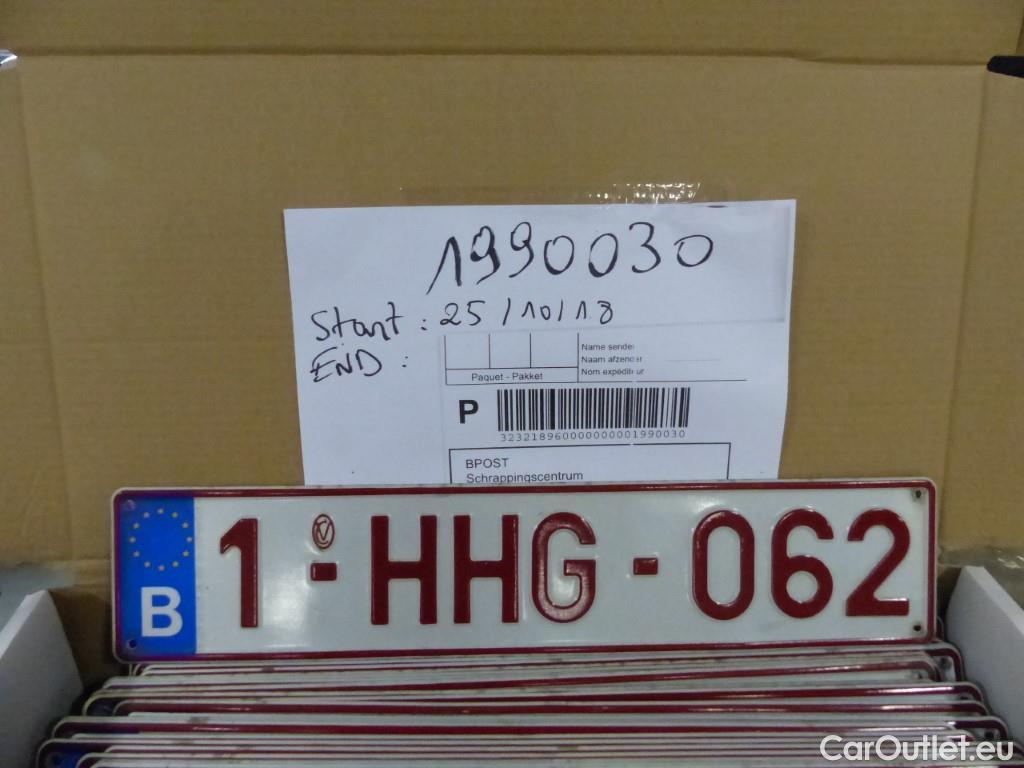 1990030
Start: 25/10/18
END:
Name sender
Naam afzender
Nom expéditeur
Paquet - Pakket
P
323218960000000001990030
BPOST
Schrappingscentrum
B 1-HHG-062
CarOutlet.eu